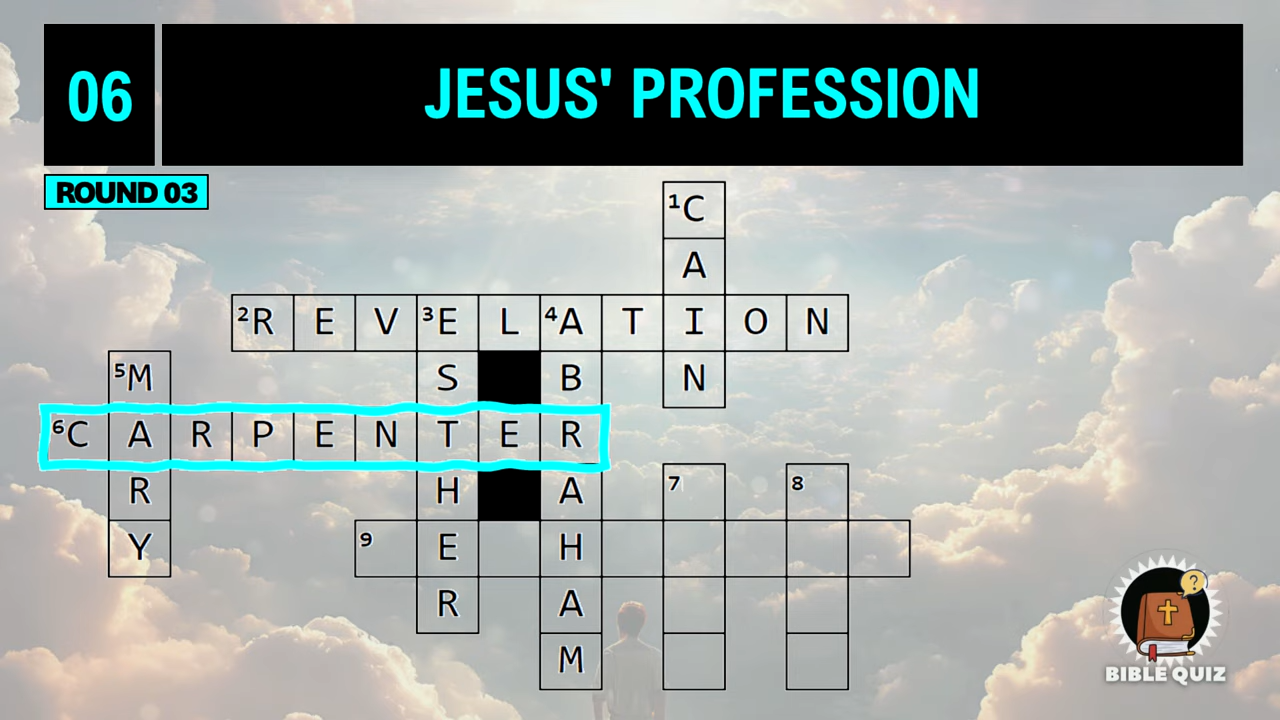 06
JESUS' PROFESSION
ROUND 03
1C
A
2R E V 3E L 4A T I O N
5M S B N
6C A R P E N T E R
R H A 7 8
Y 9 E H
R A
M
BIBLE QUIZ
?